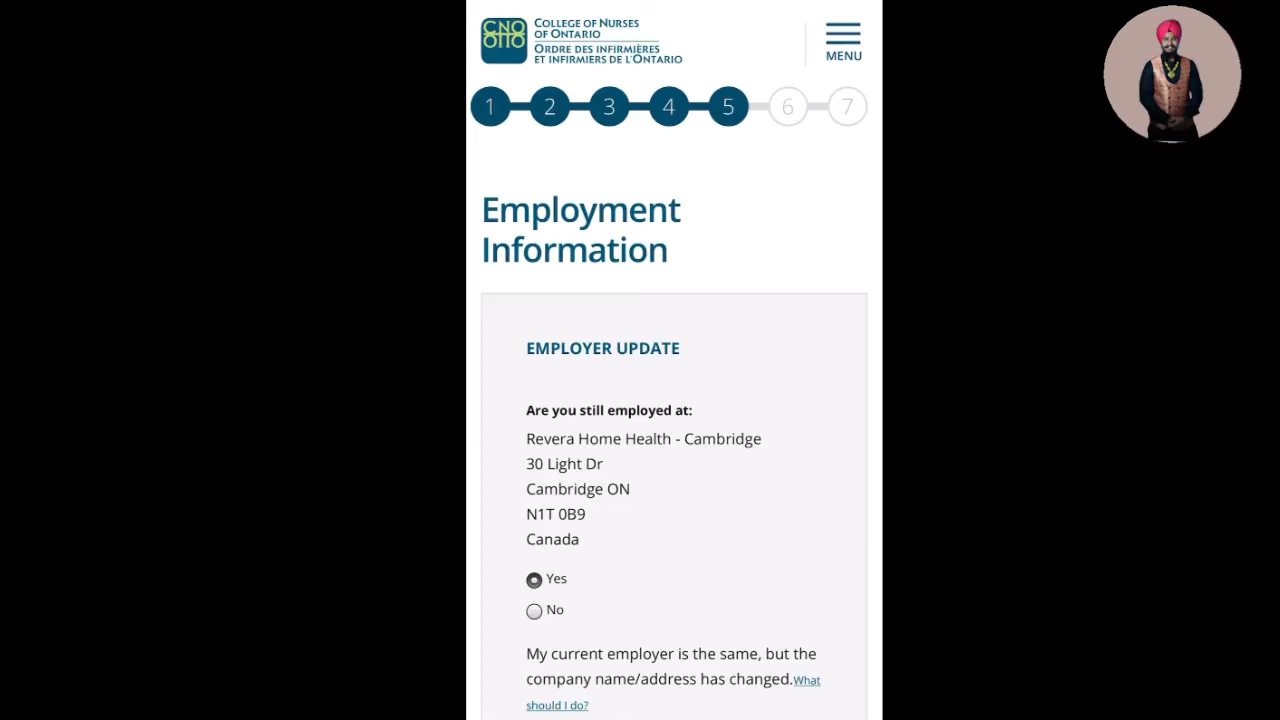 CNO
OIIO
COLLEGE OF NURSES
OF ONTARIO
ORDRE DES INFIRMIÈRES
ET INFIRMIERS DE L'ONTARIO
MENU
1 2 3 4 5 6 7
Employment
Information
EMPLOYER UPDATE
Are you still employed at:
Revera Home Health - Cambridge
30 Light Dr
Cambridge ON
N1T 0B9
Canada
Yes
No
My current employer is the same, but the
company name/address has changed.What
should I do?